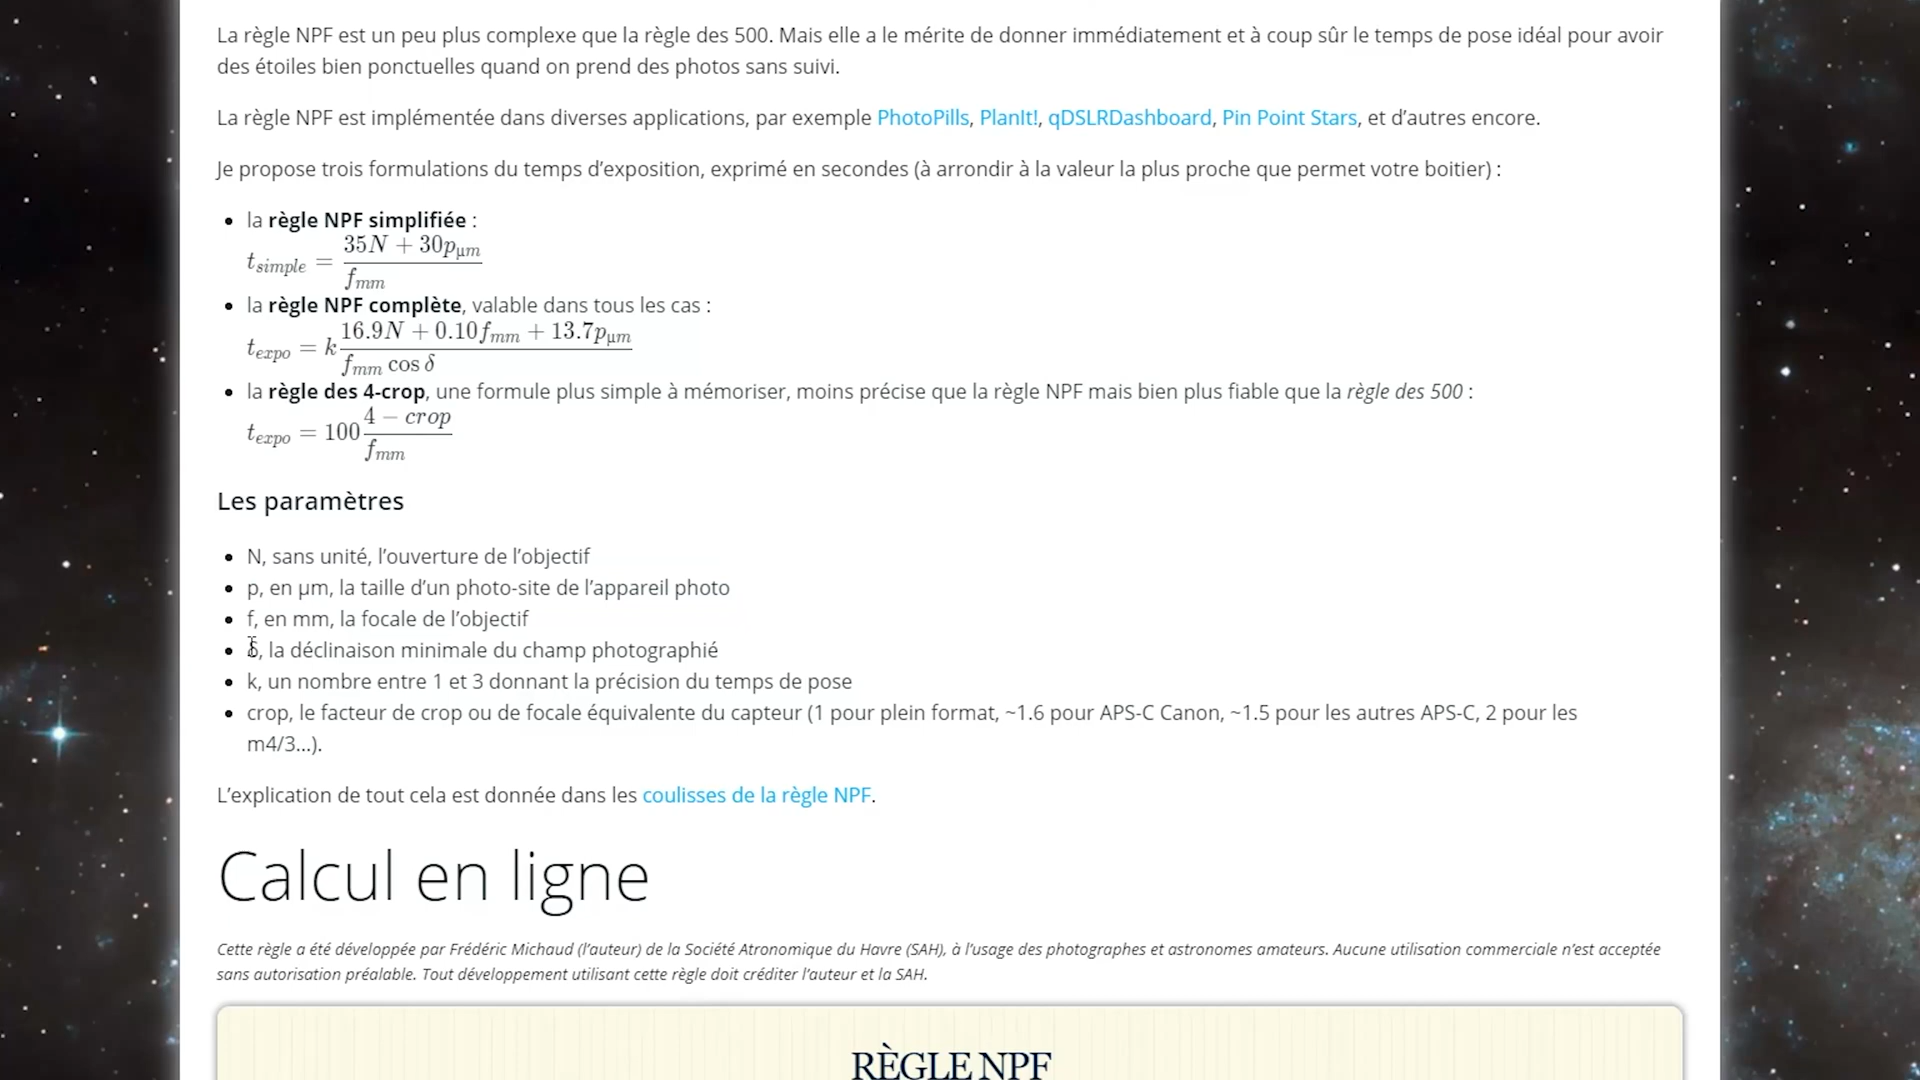 La règle NPF est un peu plus complexe que la règle des 500. Mais elle a le mérite de donner immédiatement et à coup sûr le temps de pose idéal pour avoir
des étoiles bien ponctuelles quand on prend des photos sans suivi.
La règle NPF est implémentée dans diverses applications, par exemple PhotoPills, PlanIt!, qDSLRDashboard, Pin Point Stars, et d’autres encore.
Je propose trois formulations du temps d’exposition, exprimé en secondes (à arrondir à la valeur la plus proche que permet votre boitier) :
la règle NPF simplifiée :
t_simple = (35N + 30p_µm) / f_mm
la règle NPF complète, valable dans tous les cas :
t_expo = k (16.9N + 0.10f_mm + 13.7p_µm) / (f_mm cos δ)
la règle des 4-crop, une formule plus simple à mémoriser, moins précise que la règle NPF mais bien plus fiable que la règle des 500 :
t_expo = 100 (4 − crop) / f_mm
Les paramètres
N, sans unité, l’ouverture de l’objectif
p, en µm, la taille d’un photo-site de l’appareil photo
f, en mm, la focale de l’objectif
δ, la déclinaison minimale du champ photographié
k, un nombre entre 1 et 3 donnant la précision du temps de pose
crop, le facteur de crop ou de focale équivalente du capteur (1 pour plein format, ~1.6 pour APS-C Canon, ~1.5 pour les autres APS-C, 2 pour les
m4/3…).
L’explication de tout cela est donnée dans les coulisses de la règle NPF.
Calcul en ligne
Cette règle a été développée par Frédéric Michaud (l’auteur) de la Société Atronomique du Havre (SAH), à l’usage des photographes et astronomes amateurs. Aucune utilisation commerciale n’est acceptée
sans autorisation préalable. Tout développement utilisant cette règle doit créditer l’auteur et la SAH.
RÈGLE NPF